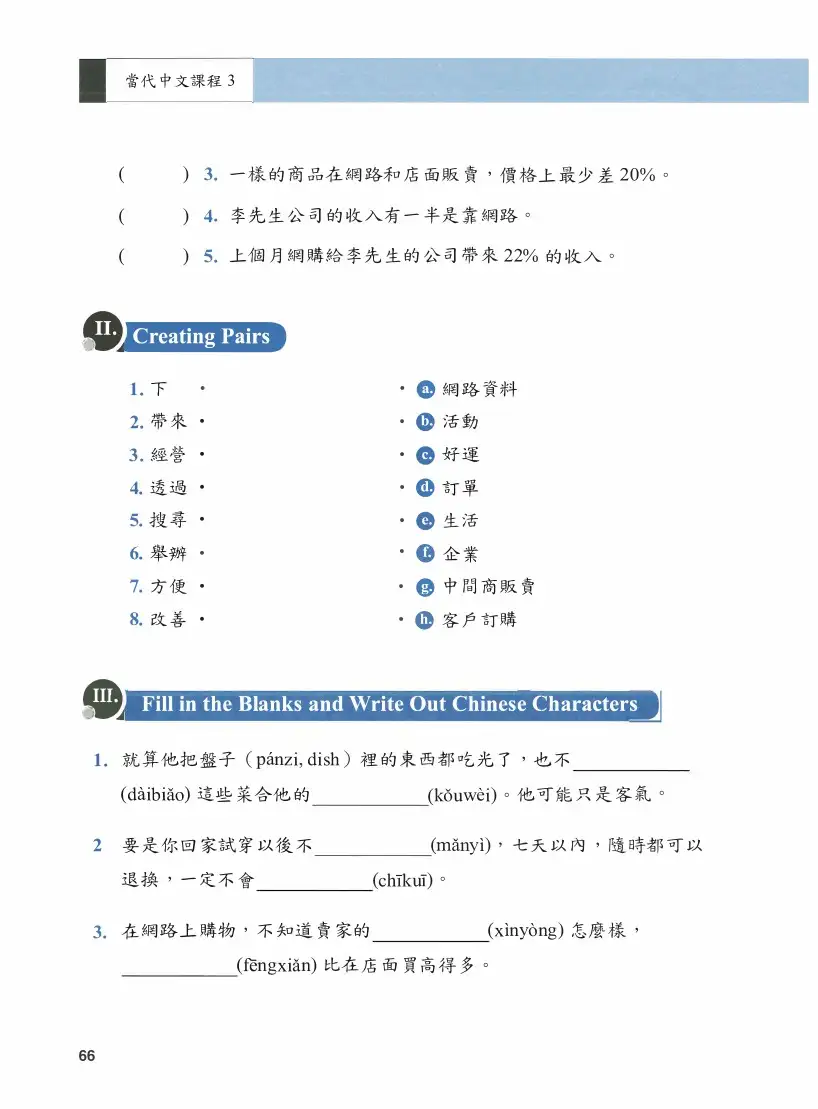 當代中文課程 3
(　　　) 3. 一樣的商品在網路和店面販賣，價格上最少差 20%。
(　　　) 4. 李先生公司的收入有一半是靠網路。
(　　　) 5. 上個月網購給李先生的公司帶來 22% 的收入。
II. Creating Pairs
1. 下 • • a. 網路資料
2. 帶來 • • b. 活動
3. 經營 • • c. 好運
4. 透過 • • d. 訂單
5. 搜尋 • • e. 生活
6. 舉辦 • • f. 企業
7. 方便 • • g. 中間商販賣
8. 改善 • • h. 客戶訂購
III. Fill in the Blanks and Write Out Chinese Characters
1. 就算他把盤子（pánzi, dish）裡的東西都吃光了，也不____________
(dàibiǎo) 這些菜合他的____________(kǒuwèi)。他可能只是客氣。
2 要是你回家試穿以後不____________(mǎnyì)，七天以內，隨時都可以
退換，一定不會____________(chīkuī)。
3. 在網路上購物，不知道賣家的____________(xìnyòng) 怎麼樣，
____________(fēngxiǎn) 比在店面買高得多。
66